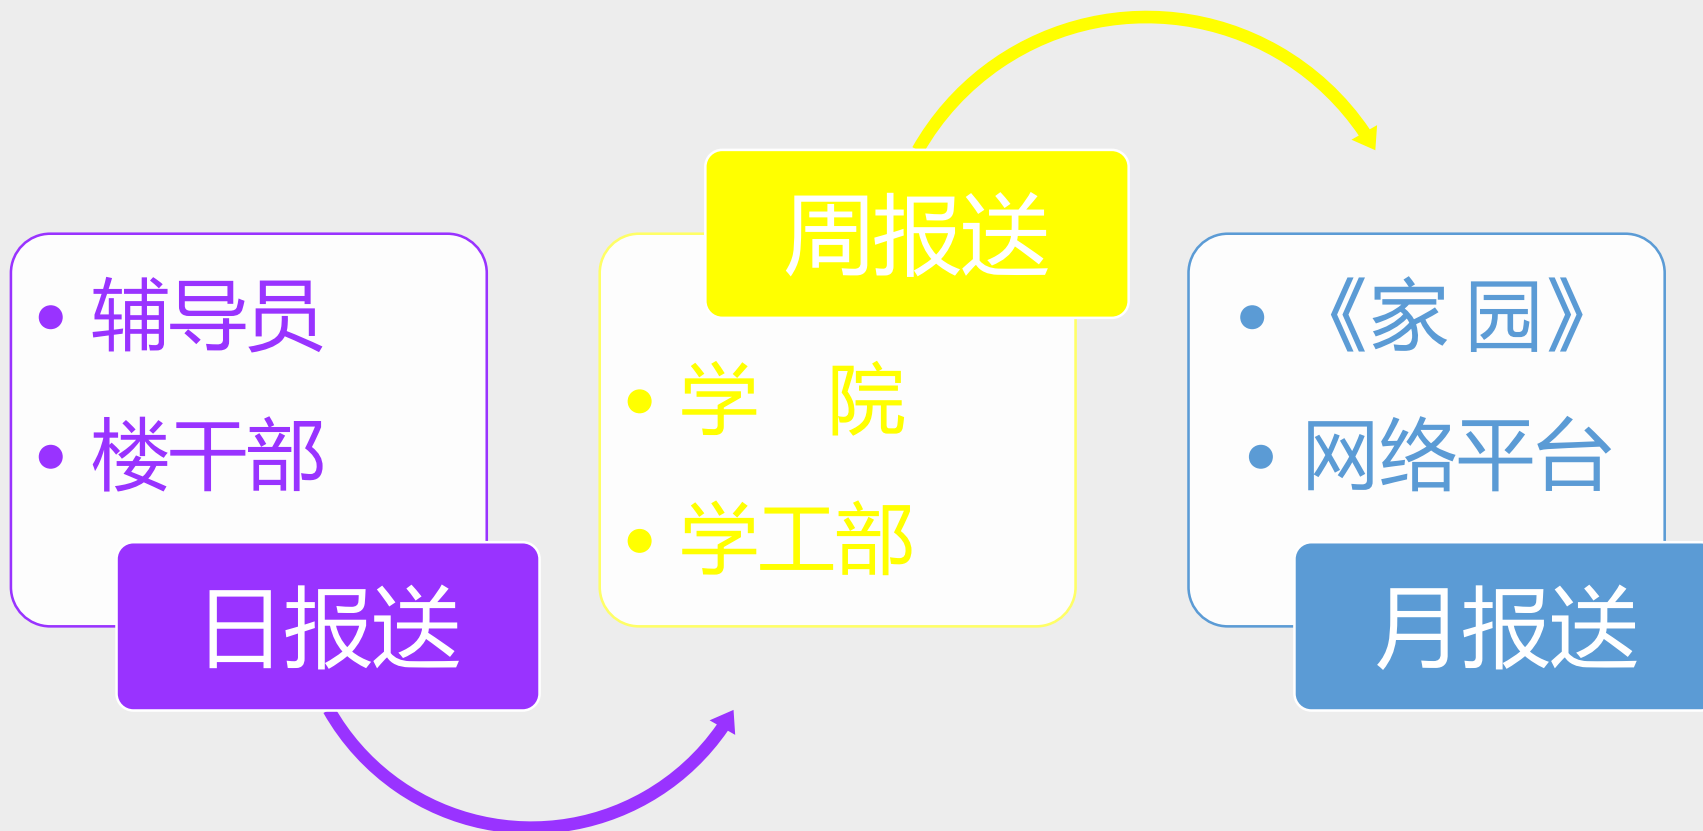 辅导员
楼干部
日报送
周报送
学 院
学工部
《家 园》
网络平台
月报送